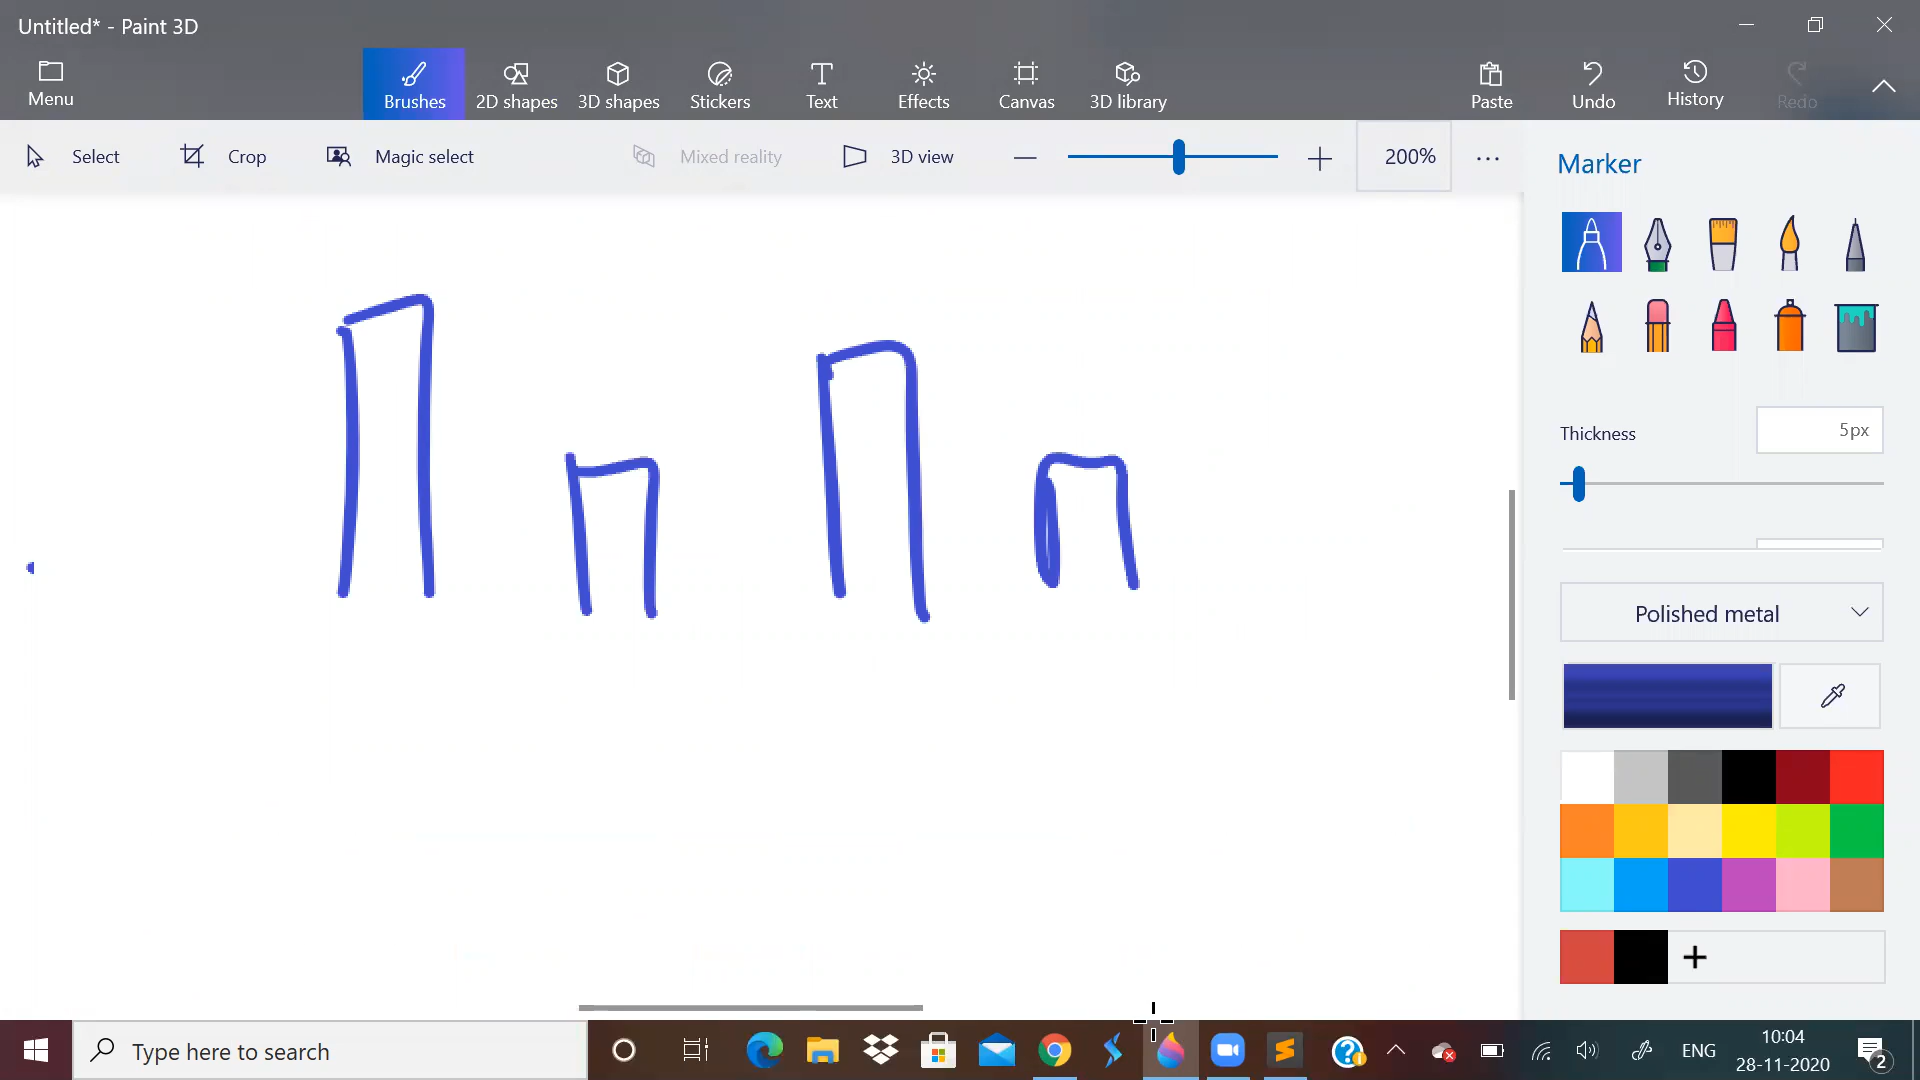 Untitled* - Paint 3D
Menu
Brushes
2D shapes
3D shapes
Stickers
Text
Effects
Canvas
3D library
Paste
Undo
History
Redo
Select
Crop
Magic select
Mixed reality
3D view
200%
Marker
Thickness
5px
Polished metal
Type here to search
ENG
10:04
28-11-2020
2